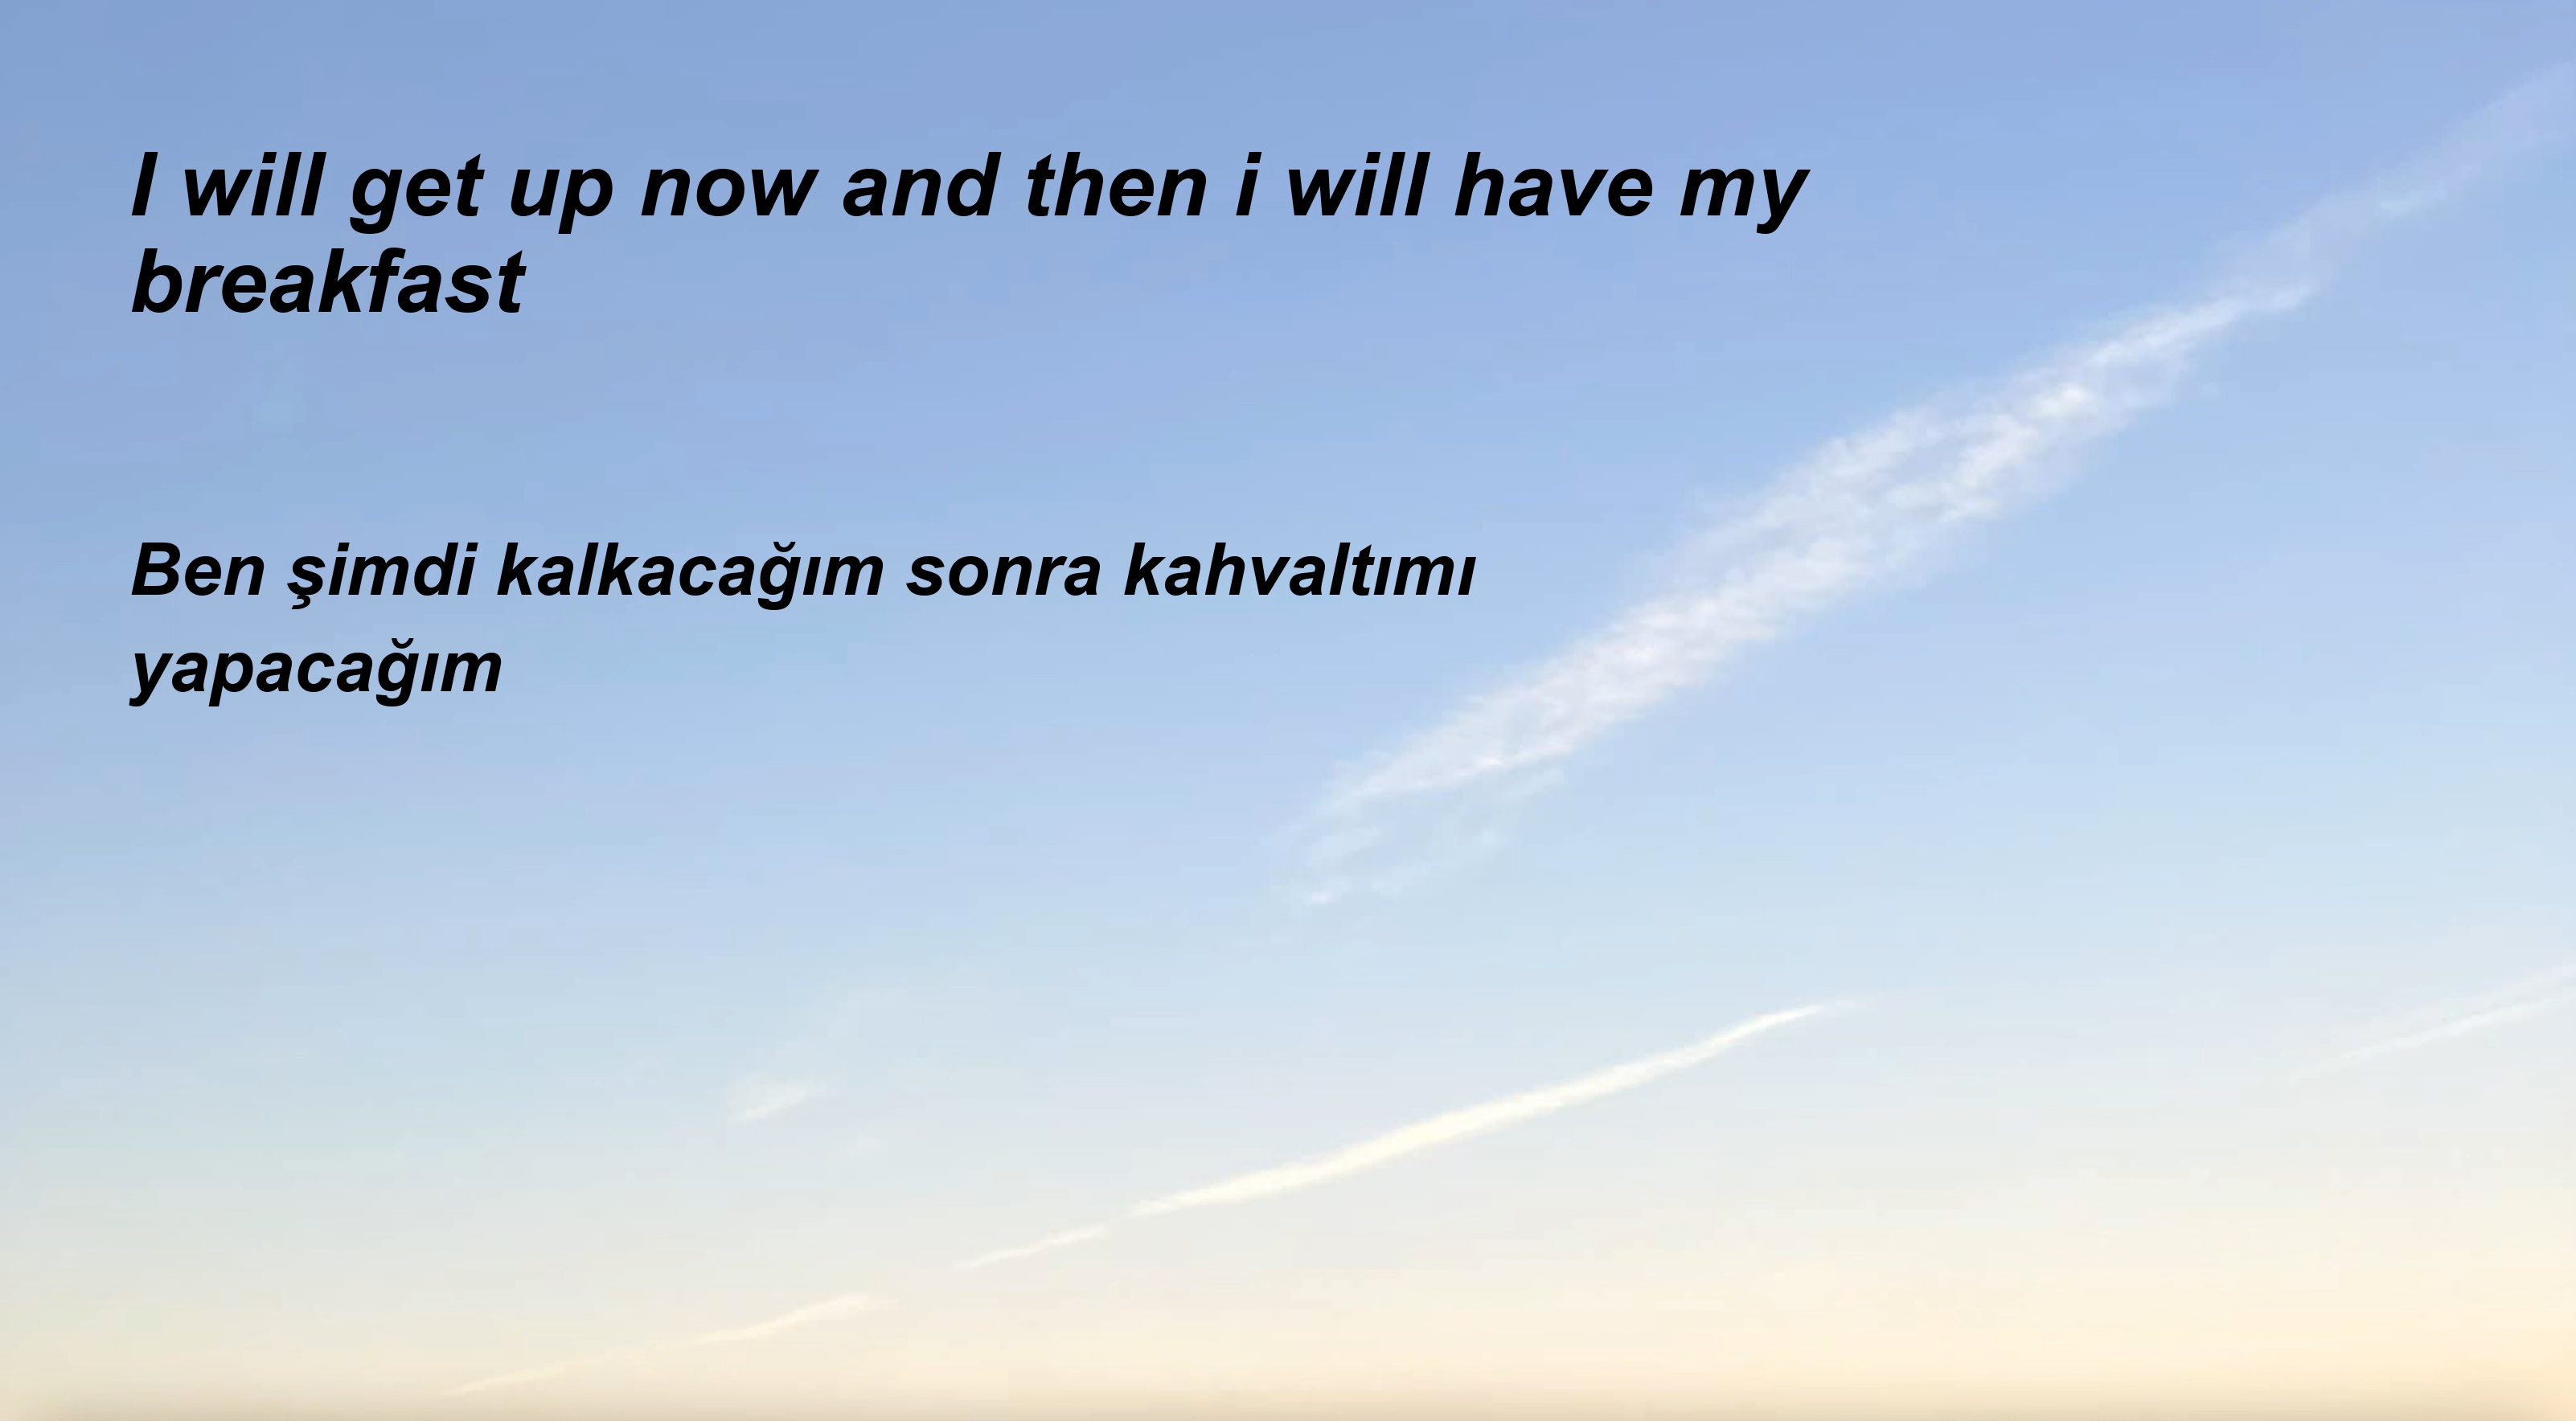 I will get up now and then i will have my
breakfast
Ben şimdi kalkacağım sonra kahvaltımı
yapacağım